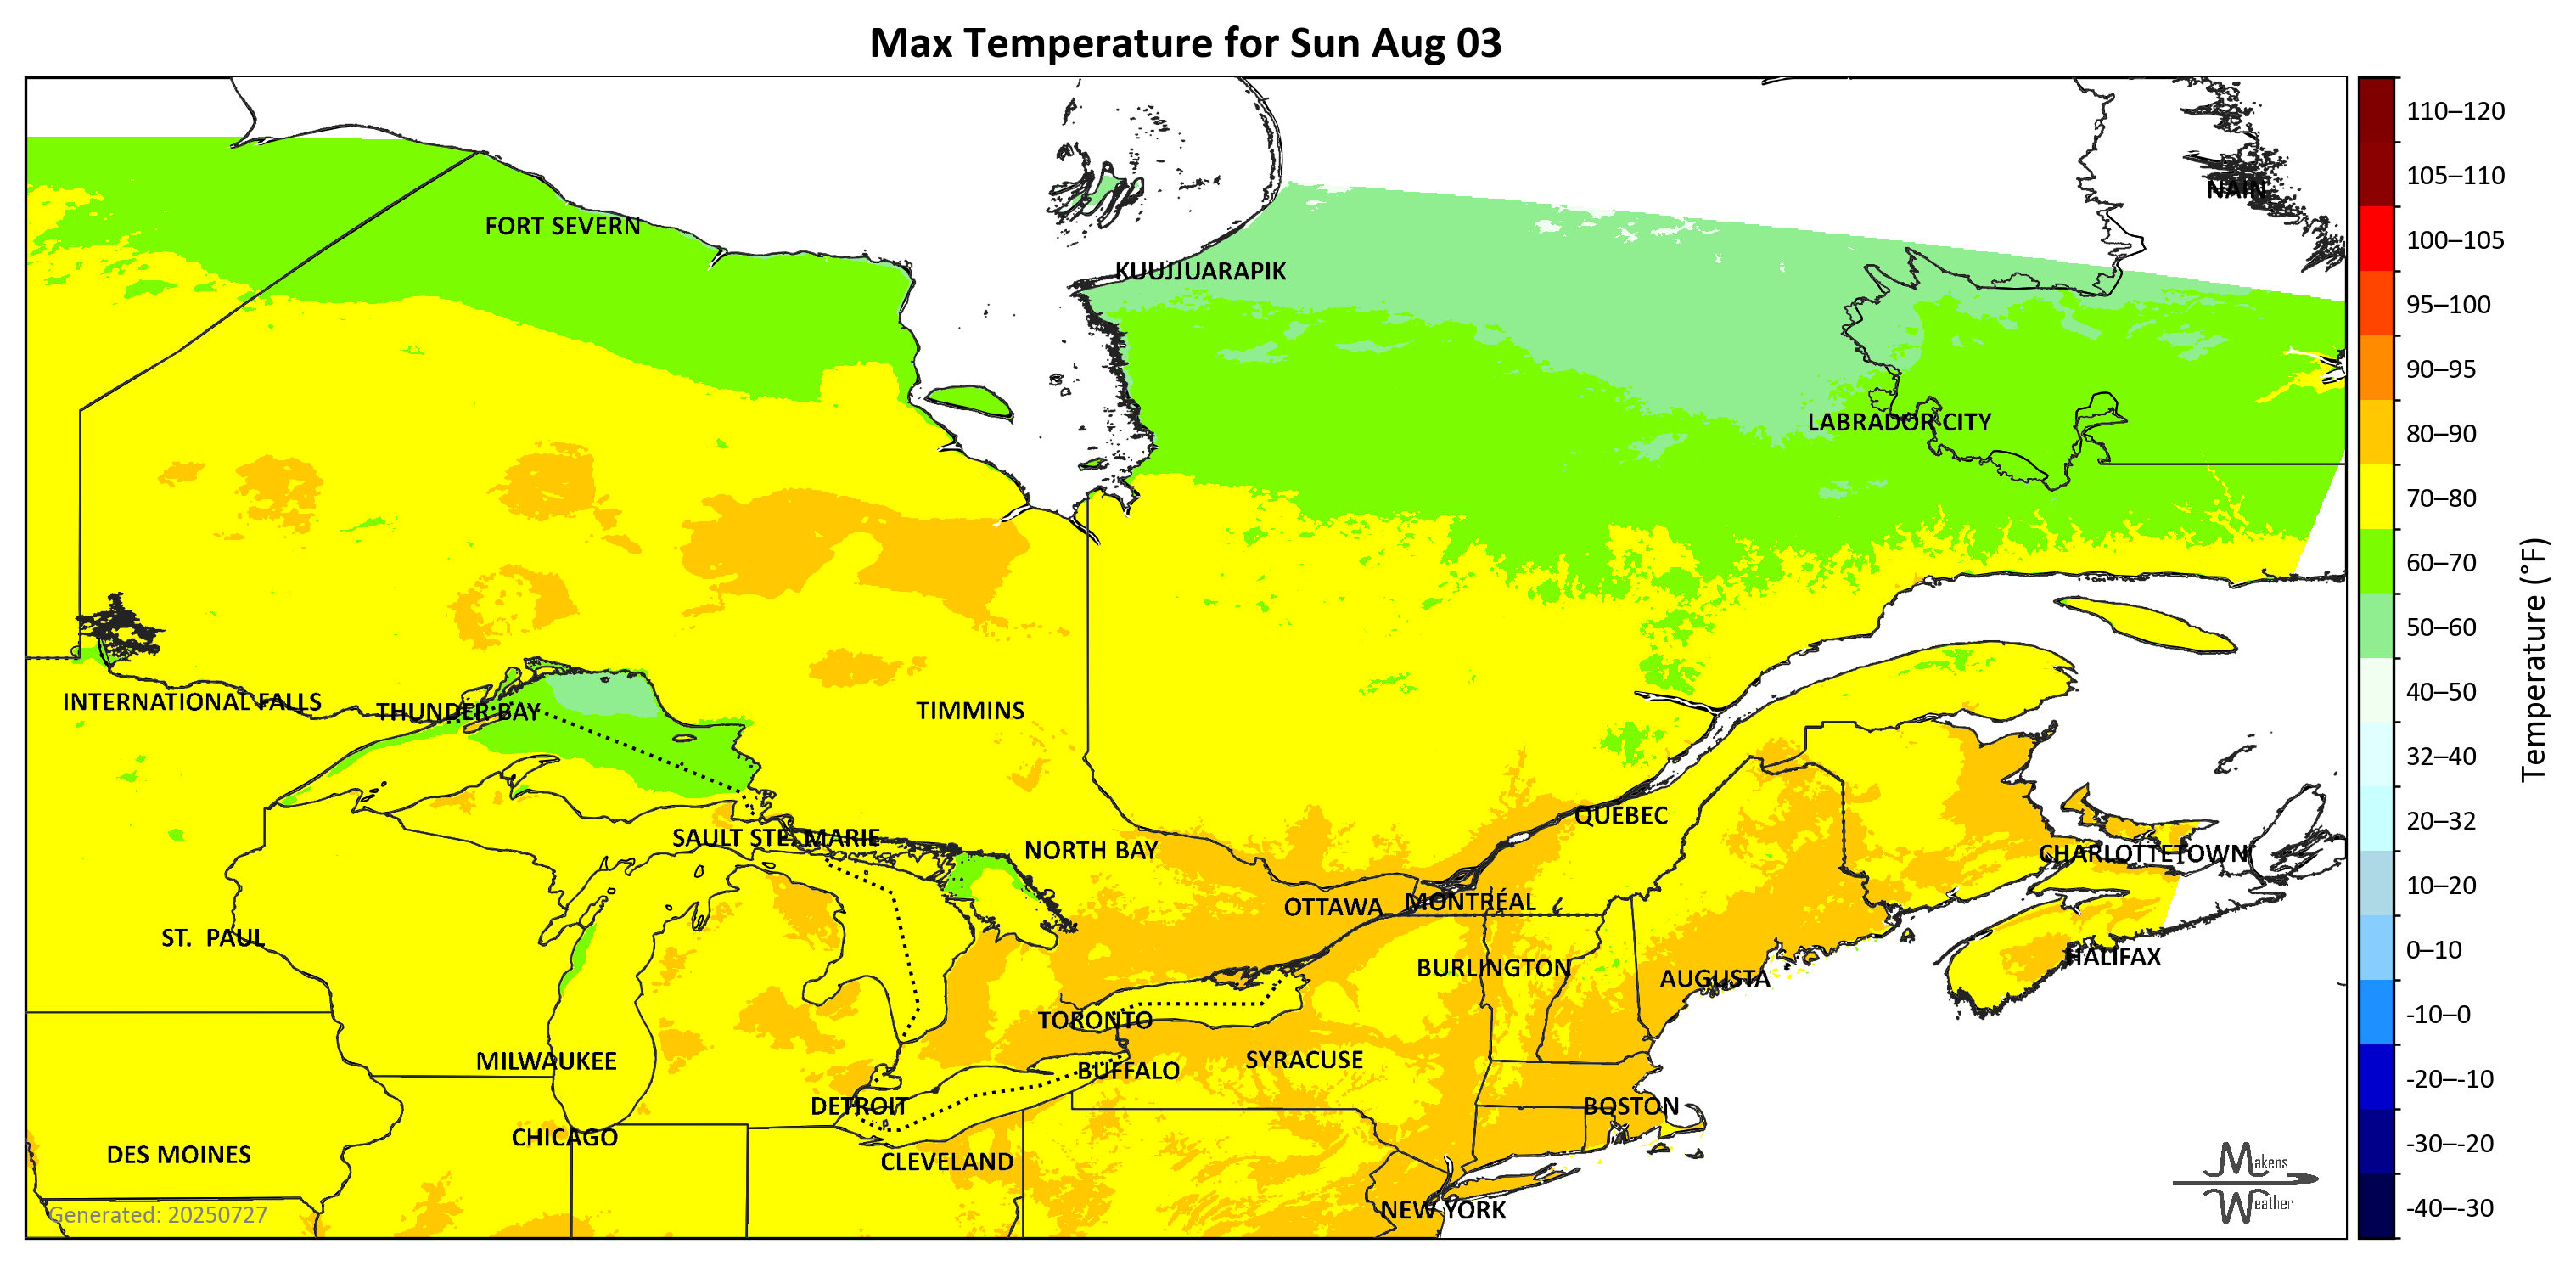 Max Temperature for Sun Aug 03
NAIN
FORT SEVERN
KUUJJUARAPIK
LABRADOR CITY
INTERNATIONAL FALLS
THUNDER BAY
TIMMINS
QUEBEC
SAULT STE. MARIE
NORTH BAY
CHARLOTTETOWN
OTTAWA
MONTRÉAL
ST. PAUL
HALIFAX
BURLINGTON
AUGUSTA
TORONTO
MILWAUKEE
BUFFALO
SYRACUSE
DETROIT
BOSTON
CHICAGO
DES MOINES
CLEVELAND
NEW YORK
Generated: 20250727
Makens
Weather
110–120
105–110
100–105
95–100
90–95
80–90
70–80
60–70
50–60
40–50
32–40
20–32
10–20
0–10
-10–0
-20–-10
-30–-20
-40–-30
Temperature (°F)